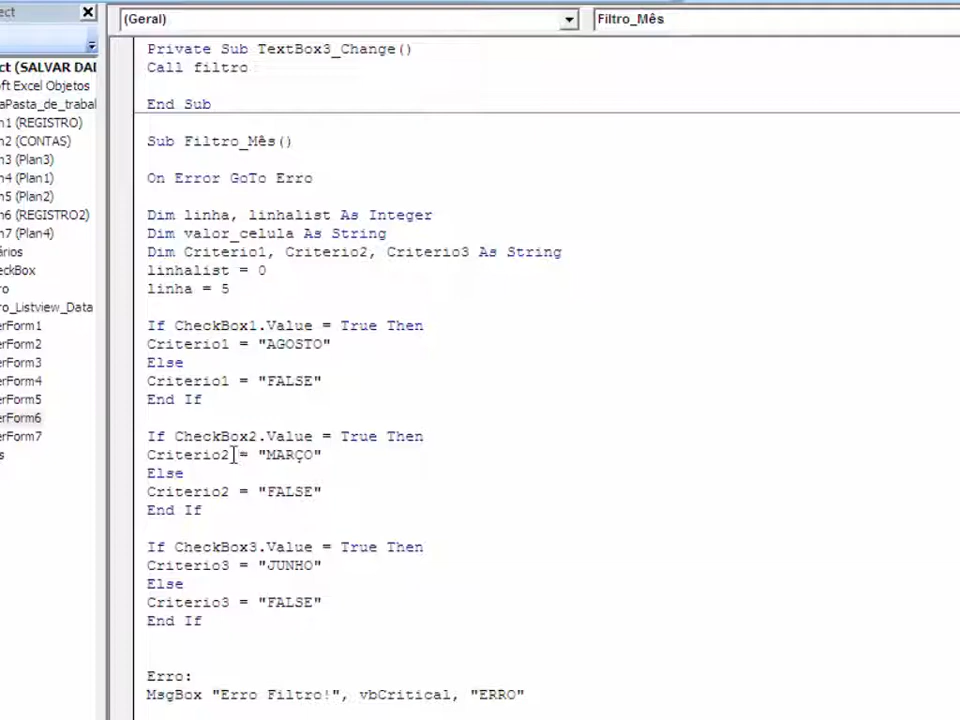 ect
(Geral)
Filtro_Mês
ct (SALVAR DAI
oft Excel Objetos
aPasta_de_trabal
n1 (REGISTRO)
n2 (CONTAS)
n3 (Plan3)
n4 (Plan1)
n5 (Plan2)
n6 (REGISTRO2)
n7 (Plan4)
ários
eckBox
ro
ro_Listview_Data
erForm1
erForm2
erForm3
erForm4
erForm5
erForm6
erForm7
s
Private Sub TextBox3_Change()
Call filtro
End Sub
Sub Filtro_Mês()
On Error GoTo Erro
Dim linha, linhalist As Integer
Dim valor_celula As String
Dim Criterio1, Criterio2, Criterio3 As String
linhalist = 0
linha = 5
If CheckBox1.Value = True Then
Criterio1 = "AGOSTO"
Else
Criterio1 = "FALSE"
End If
If CheckBox2.Value = True Then
Criterio2 = "MARÇO"
Else
Criterio2 = "FALSE"
End If
If CheckBox3.Value = True Then
Criterio3 = "JUNHO"
Else
Criterio3 = "FALSE"
End If
Erro:
MsgBox "Erro Filtro!", vbCritical, "ERRO"